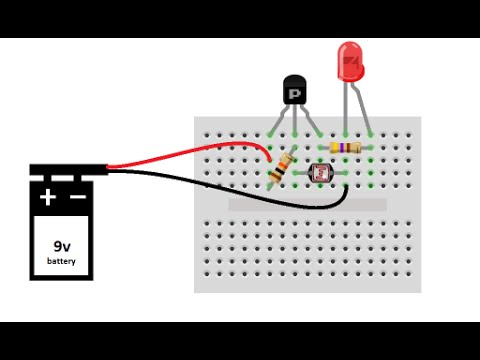 P
+ −
9v
battery